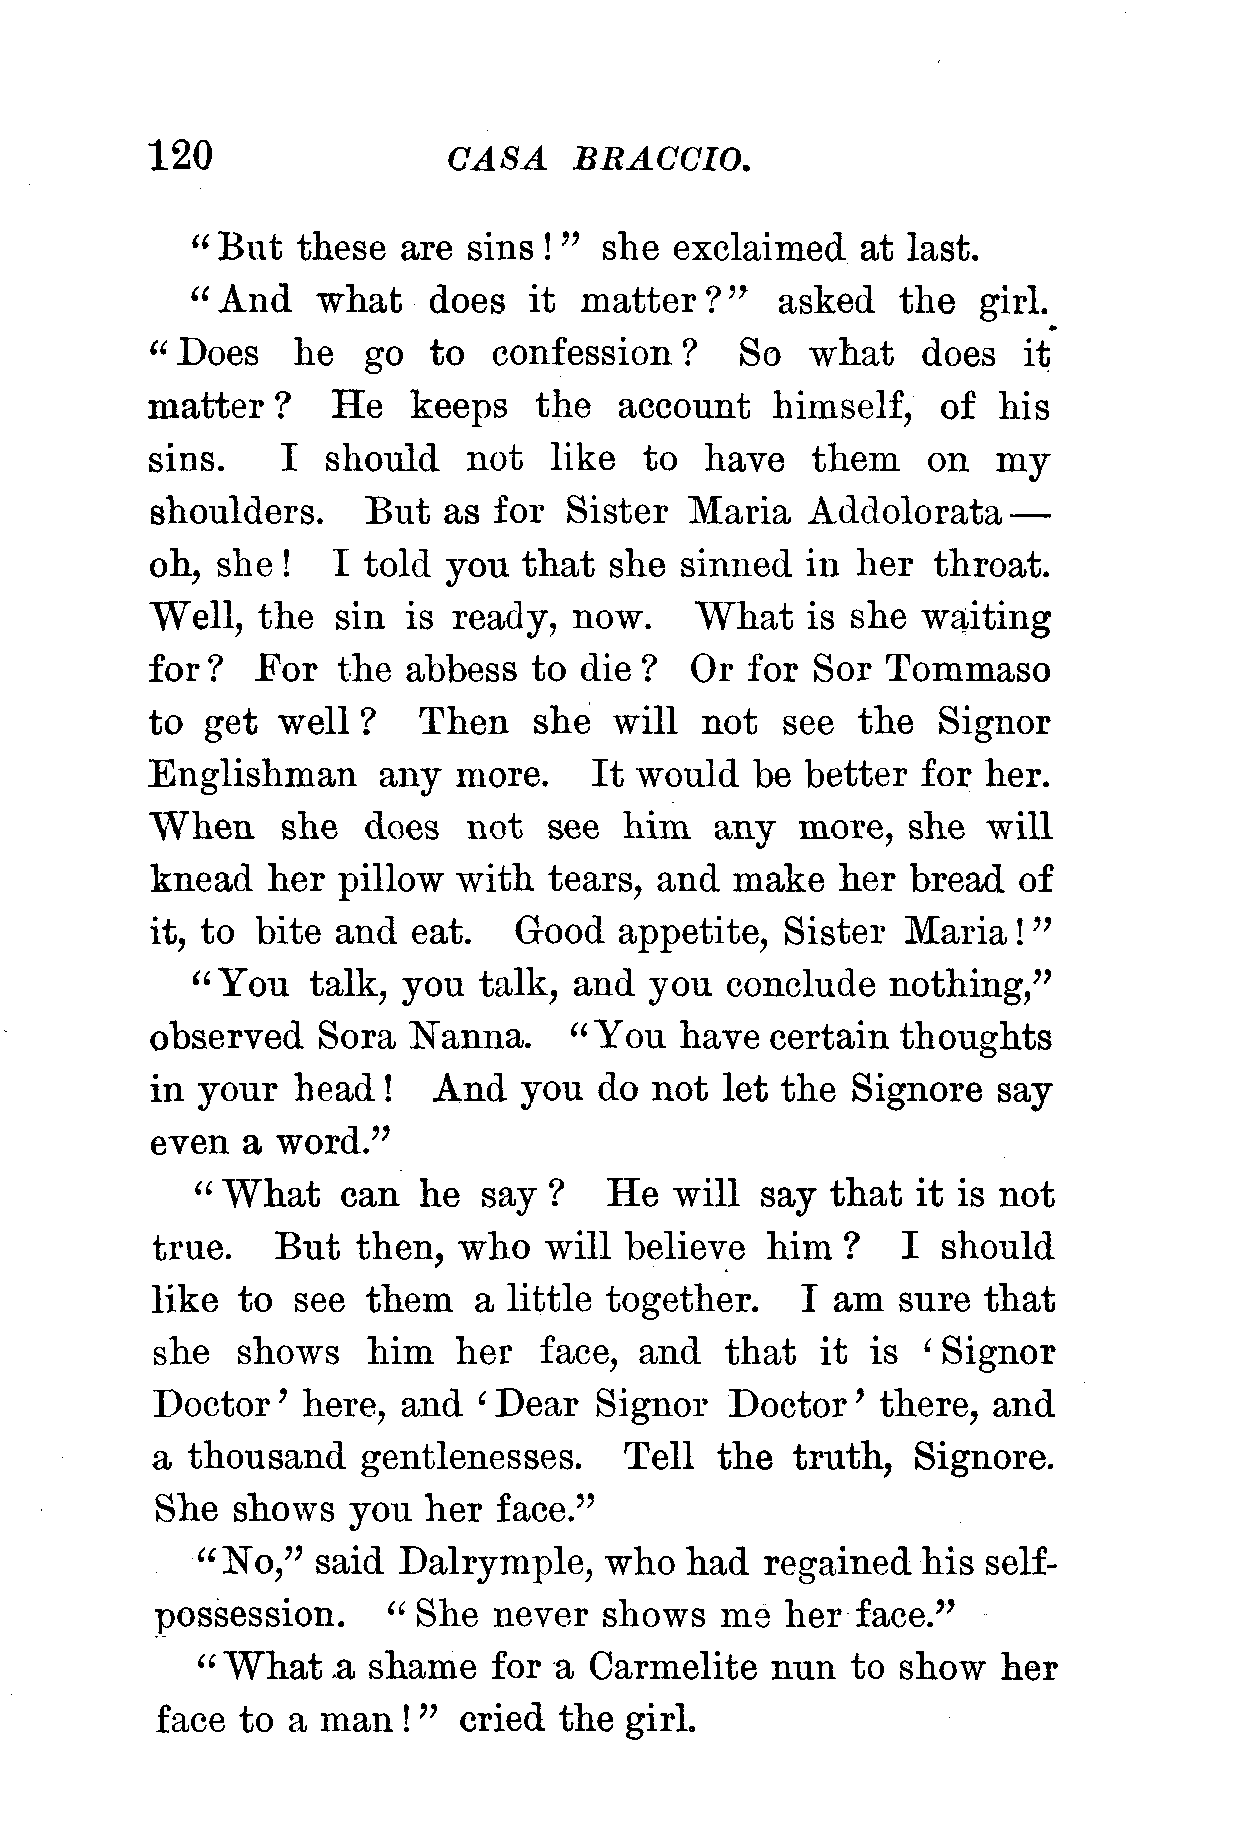 120 CASA BRACCIO.
"But these are sins!" she exclaimed at last.
"And what does it matter?" asked the girl.
"Does he go to confession? So what does it
matter? He keeps the account himself, of his
sins. I should not like to have them on my
shoulders. But as for Sister Maria Addolorata—
oh, she! I told you that she sinned in her throat.
Well, the sin is ready, now. What is she waiting
for? For the abbess to die? Or for Sor Tommaso
to get well? Then she will not see the Signor
Englishman any more. It would be better for her.
When she does not see him any more, she will
knead her pillow with tears, and make her bread of
it, to bite and eat. Good appetite, Sister Maria!"
"You talk, you talk, and you conclude nothing,"
observed Sora Nanna. "You have certain thoughts
in your head! And you do not let the Signore say
even a word."
"What can he say? He will say that it is not
true. But then, who will believe him? I should
like to see them a little together. I am sure that
she shows him her face, and that it is 'Signor
Doctor' here, and 'Dear Signor Doctor' there, and
a thousand gentlenesses. Tell the truth, Signore.
She shows you her face."
"No," said Dalrymple, who had regained his self-
possession. "She never shows me her face."
"What a shame for a Carmelite nun to show her
face to a man!" cried the girl.